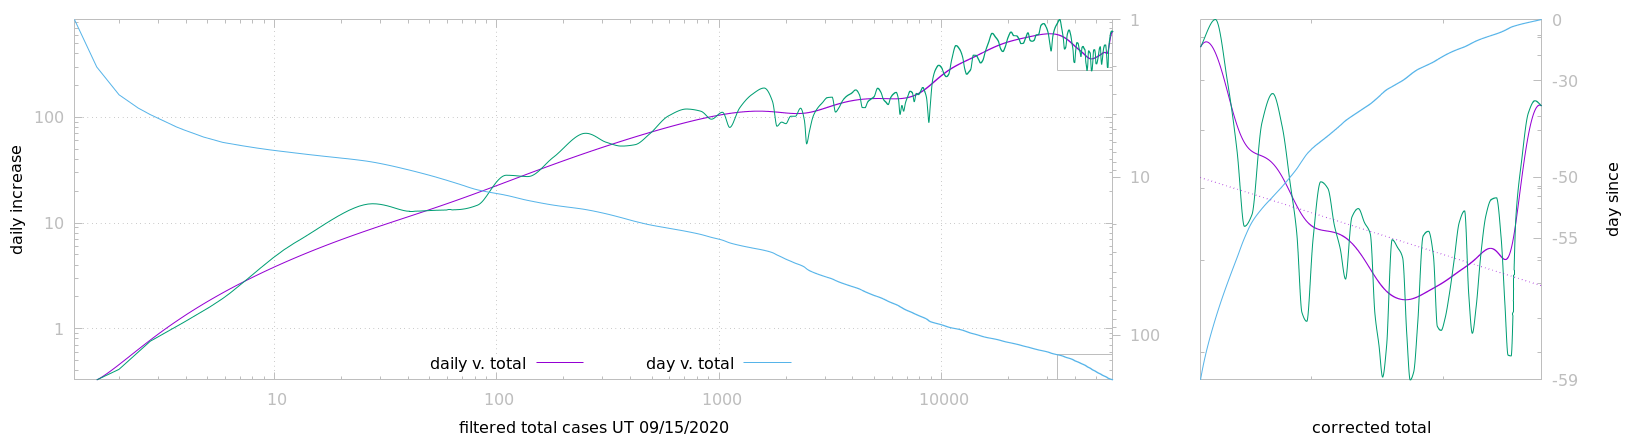 daily increase
100
10
1
10
100
1000
10000
filtered total cases UT 09/15/2020
daily v. total
day v. total
1
10
100
0
-30
-50
-55
-59
day since
corrected total